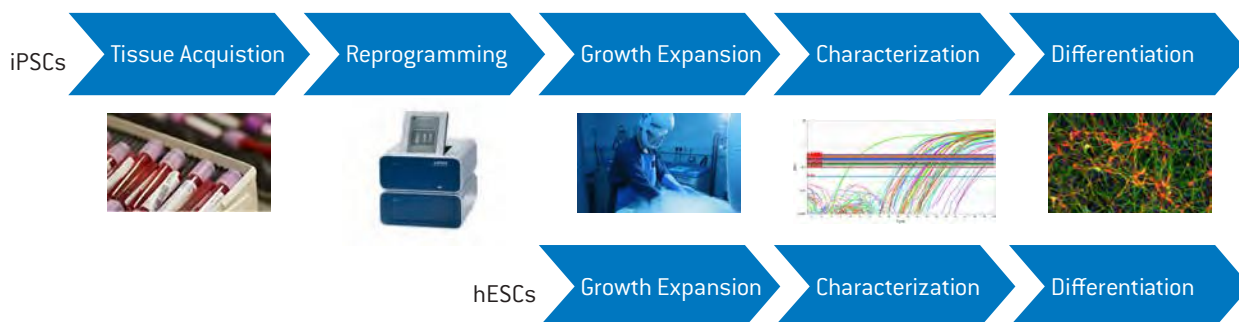 iPSCs
Tissue Acquistion
Reprogramming
Growth Expansion
Characterization
Differentiation
hESCs
Growth Expansion
Characterization
Differentiation